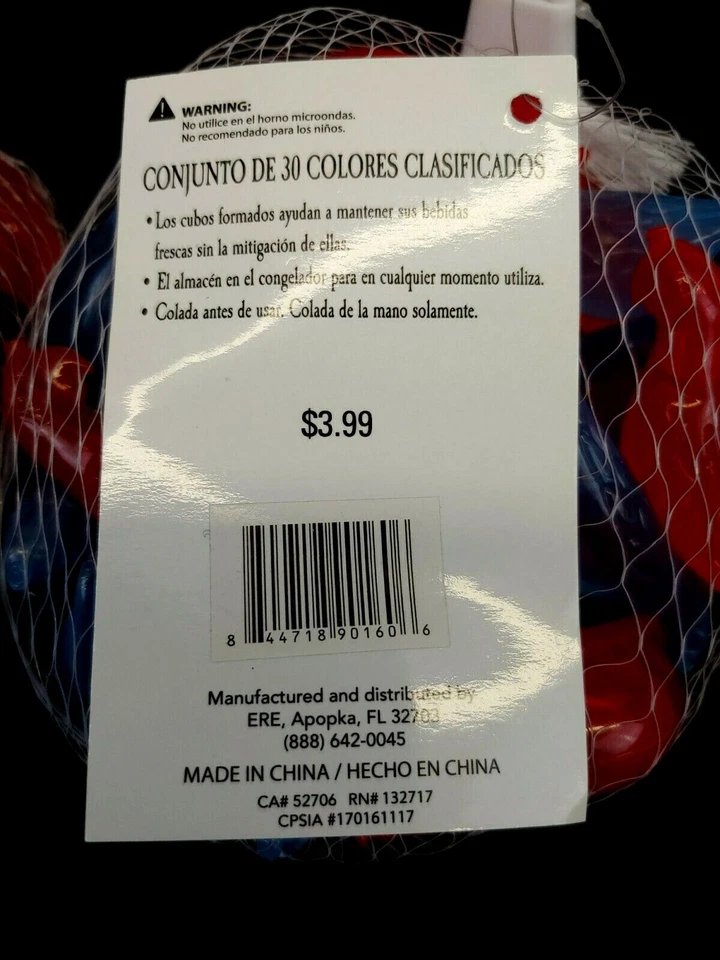 WARNING:
No utilice en el horno microondas.
No recomendado para los niños.
CONJUNTO DE 30 COLORES CLASIFICADOS
• Los cubos formados ayudan a mantener sus bebidas
frescas sin la mitigación de ellas.
• El almacén en el congelador para en cualquier momento utiliza.
• Colada antes de usar. Colada de la mano solamente.
$3.99
8 44718 90160 6
Manufactured and distributed by
ERE, Apopka, FL 32703
(888) 642-0045
MADE IN CHINA / HECHO EN CHINA
CA# 52706 RN# 132717
CPSIA #170161117